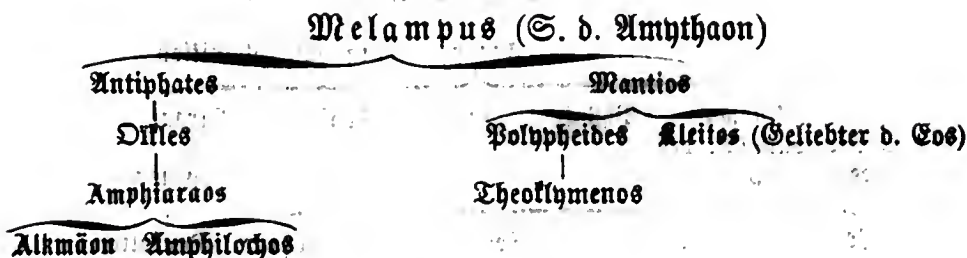 Melampus (S. d. Amythaon)
Antiphates Mantios
Oïkles Polypheides Kleitos (Geliebter d. Eos)
Amphiaraos Theoklymenos
Alkmäon Amphilochos